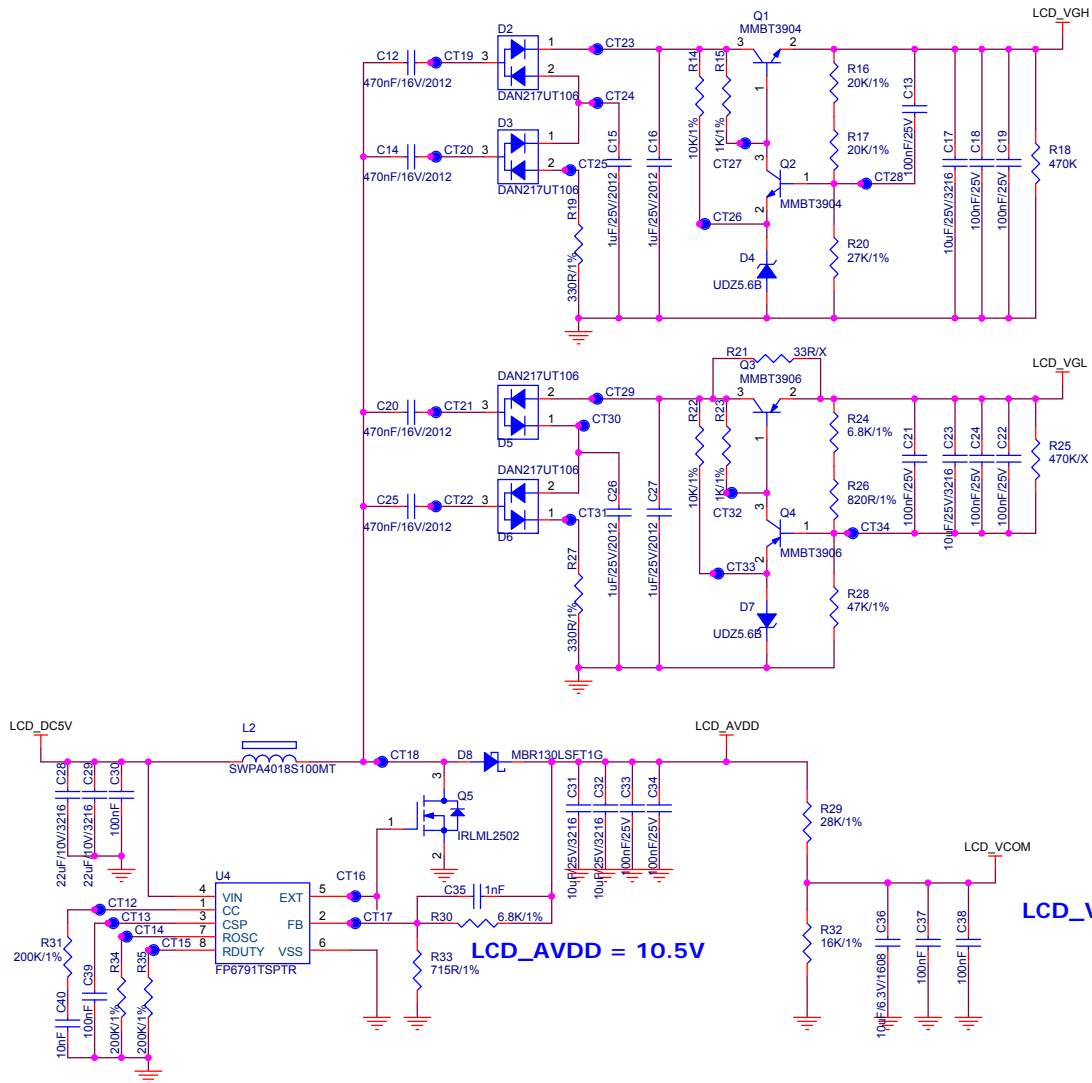 LCD_VGH
D2
Q1
MMBT3904
C12
CT19
3
1
2
CT23
3
2
1
470nF/16V/2012
DAN217UT106
CT24
R14
10K/1%
R15
1K/1%
R16
20K/1%
C13
100nF/25V
D3
C14
CT20
3
1
2
CT25
470nF/16V/2012
DAN217UT106
R19
330R/1%
C15
1uF/25V/2012
C16
1uF/25V/2012
CT27
3
Q2
1
2
MMBT3904
R17
20K/1%
CT28
C17
10uF/25V/3216
C18
100nF/25V
C19
100nF/25V
R18
470K
CT26
D4
UDZ5.6B
R20
27K/1%
R21
33R/X
LCD_VGL
DAN217UT106
Q3
MMBT3906
C20
CT21
3
2
1
CT29
3
2
1
470nF/16V/2012
D5
CT30
R22
10K/1%
R23
1K/1%
R24
6.8K/1%
C21
100nF/25V
C23
10uF/25V/3216
C24
100nF/25V
C22
100nF/25V
R25
470K/X
DAN217UT106
C25
CT22
3
2
1
CT31
470nF/16V/2012
D6
C26
1uF/25V/2012
C27
1uF/25V/2012
CT32
R26
820R/1%
3
Q4
1
2
MMBT3906
CT34
R27
330R/1%
CT33
D7
UDZ5.6B
R28
47K/1%
LCD_DC5V
L2
SWPA4018S100MT
CT18
D8
MBR130LSFT1G
LCD_AVDD
C28
22uF/10V/3216
C29
22uF/10V/3216
C30
100nF
3
Q5
1
2
IRLML2502
C31
10uF/25V/3216
C32
10uF/25V/3216
C33
100nF/25V
C34
100nF/25V
R29
28K/1%
LCD_VCOM
U4
4
VIN
EXT
5
CT16
CT12
1
CC
CT13
3
CSP
FB
2
CT17
CT14
7
ROSC
CT15
8
RDUTY
VSS
6
FP6791TSPTR
C35
1nF
R30
6.8K/1%
R33
715R/1%
LCD_AVDD = 10.5V
R31
200K/1%
C40
10nF
C39
100nF
R34
200K/1%
R35
200K/1%
R32
16K/1%
C36
10uF/6.3V/1608
C37
100nF
C38
100nF
LCD_V